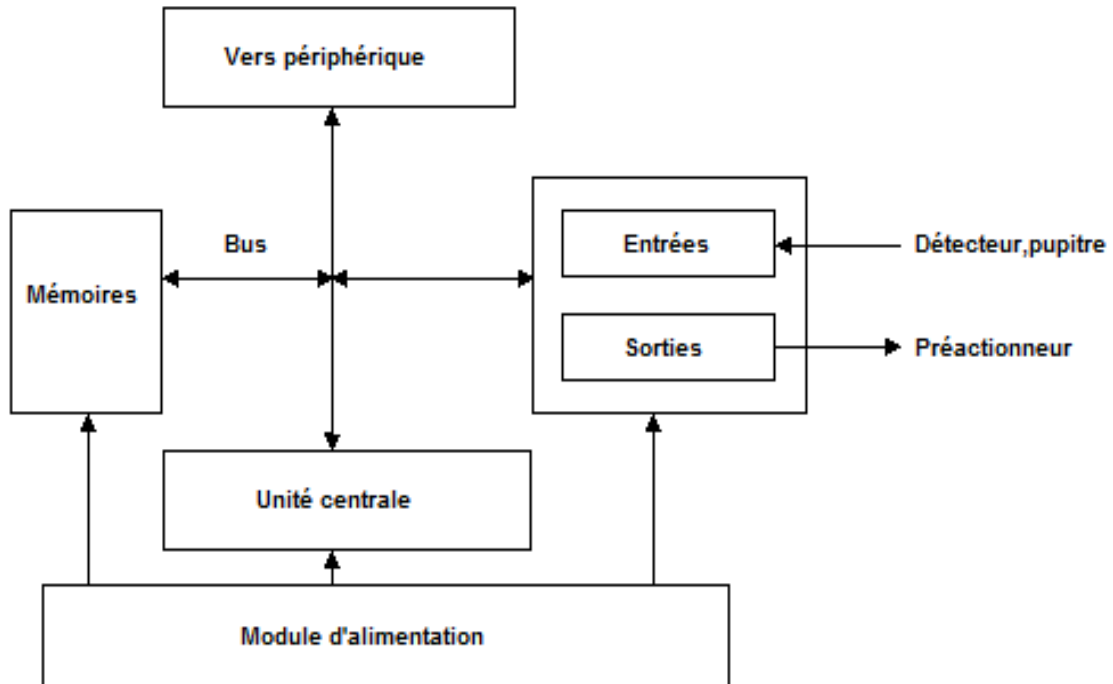 Vers périphérique
Bus
Entrées
Détecteur,pupitre
Mémoires
Sorties
Préactionneur
Unité centrale
Module d'alimentation